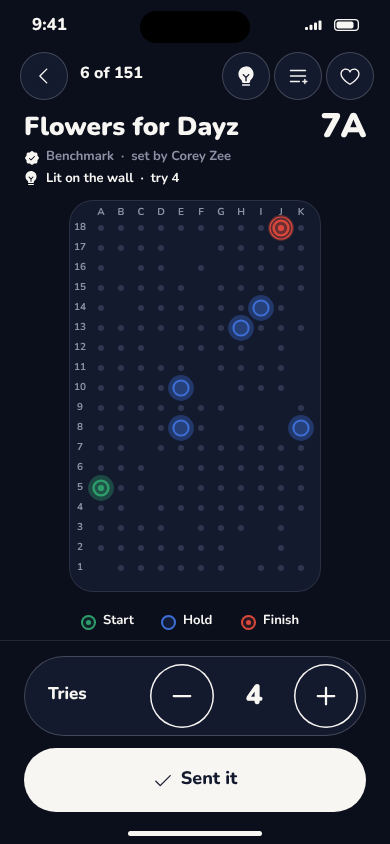 9:41
6 of 151
Flowers for Dayz
7A
Benchmark · set by Corey Zee
Lit on the wall · try 4
A B C D E F G H I J K
18
17
16
15
14
13
12
11
10
9
8
7
6
5
4
3
2
1
Start
Hold
Finish
Tries
4
Sent it